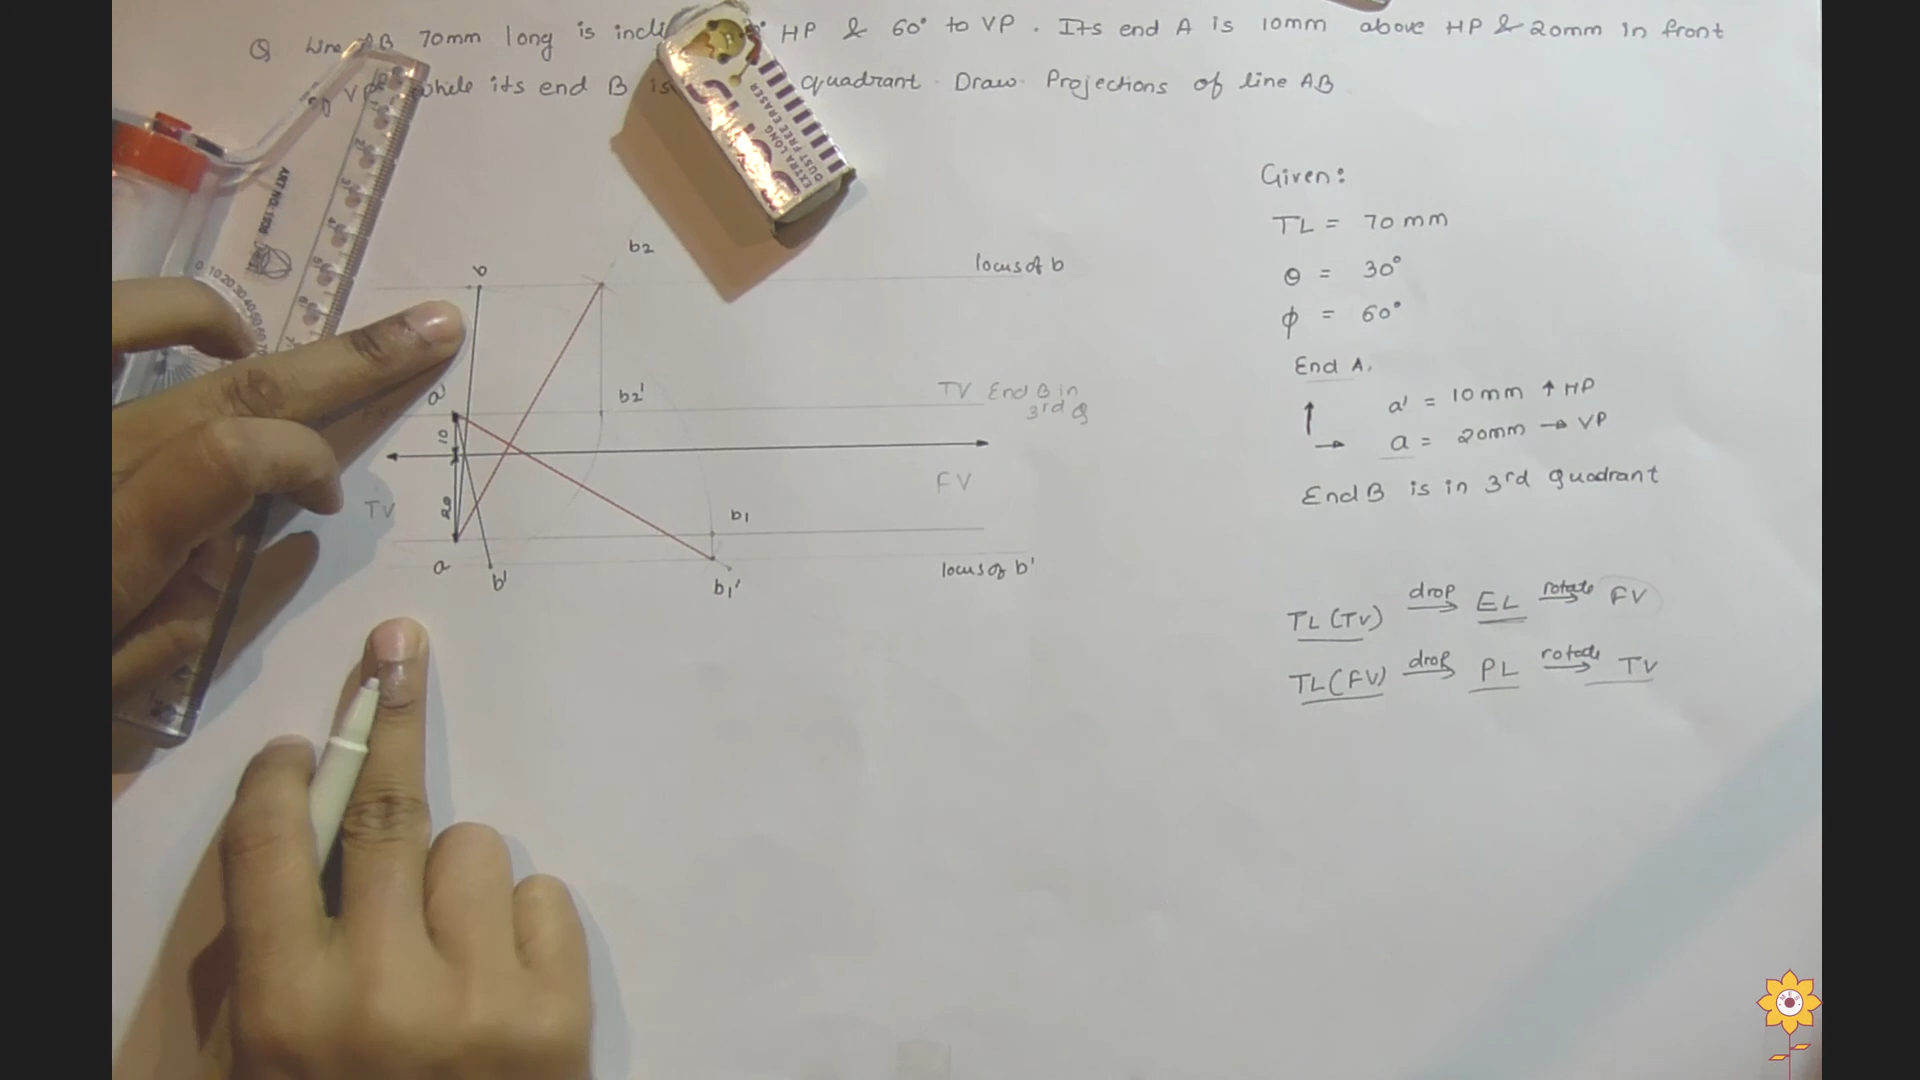 Q Line AB 70mm long is HP & 60° to VP. Its end A is 10mm above HP & 20mm in front
VP while its end B is quadrant. Draw Projections of line AB
EXTRA LONG
DUST FREE ERASER
ART NO. 1505
Given:
TL = 70mm
θ = 30°
ϕ = 60°
End A.
a' = 10mm ↑ HP
a = 20mm → VP
End B is in 3rd quadrant
TL (TV) drop→ EL rotate→ FV
TL (FV) drop→ PL rotate→ TV
b2
b
locus of b
a'
b2'
TV End B in
3rd Q
10
FV
TV
20
b1
a
b'
b1'
locus of b'